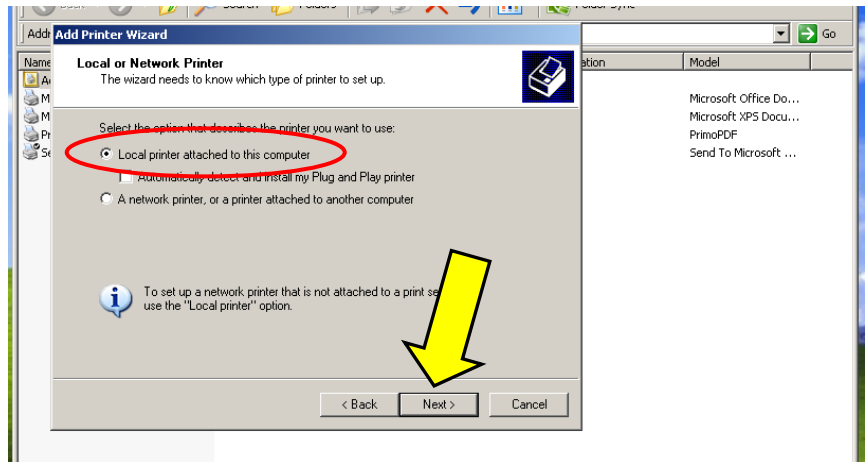 Search Folders Folder Sync
Addr Go
Add Printer Wizard
Name ation Model
Local or Network Printer
The wizard needs to know which type of printer to set up.
Microsoft Office Do...
Microsoft XPS Docu...
PrimoPDF
Send To Microsoft ...
Select the option that describes the printer you want to use:
Local printer attached to this computer
Automatically detect and install my Plug and Play printer
A network printer, or a printer attached to another computer
To set up a network printer that is not attached to a print se
use the "Local printer" option.
< Back Next > Cancel